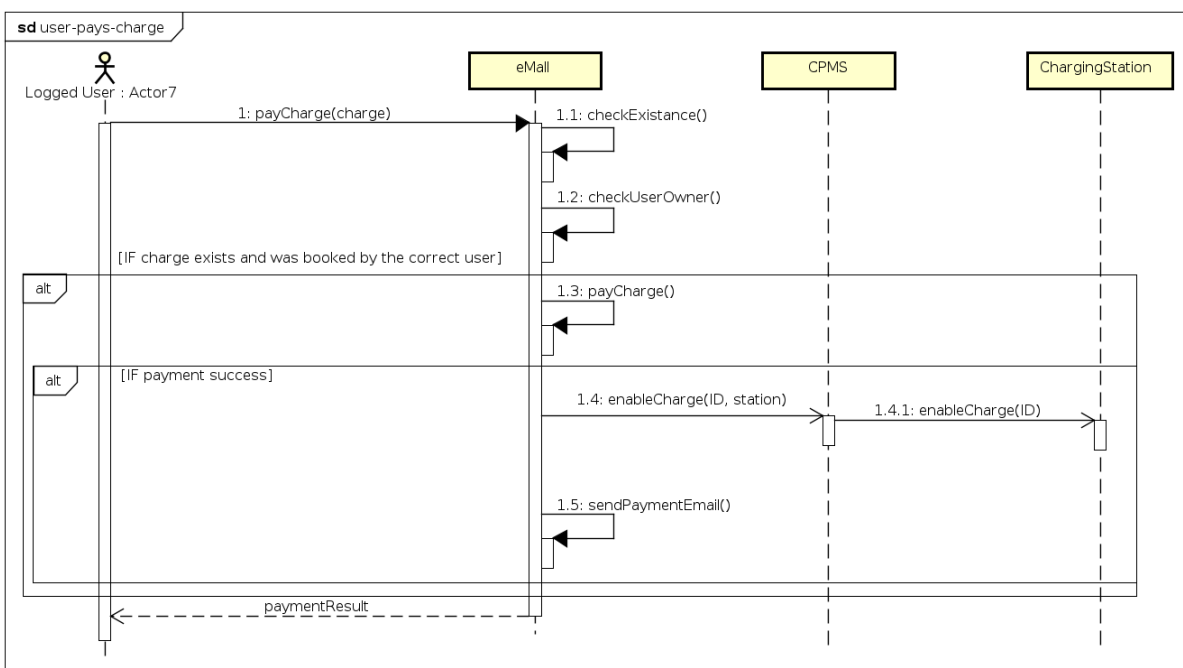 sd user-pays-charge
Logged User : Actor7
eMall
CPMS
ChargingStation
1: payCharge(charge)
1.1: checkExistance()
1.2: checkUserOwner()
[IF charge exists and was booked by the correct user]
alt
1.3: payCharge()
alt
[IF payment success]
1.4: enableCharge(ID, station)
1.4.1: enableCharge(ID)
1.5: sendPaymentEmail()
paymentResult